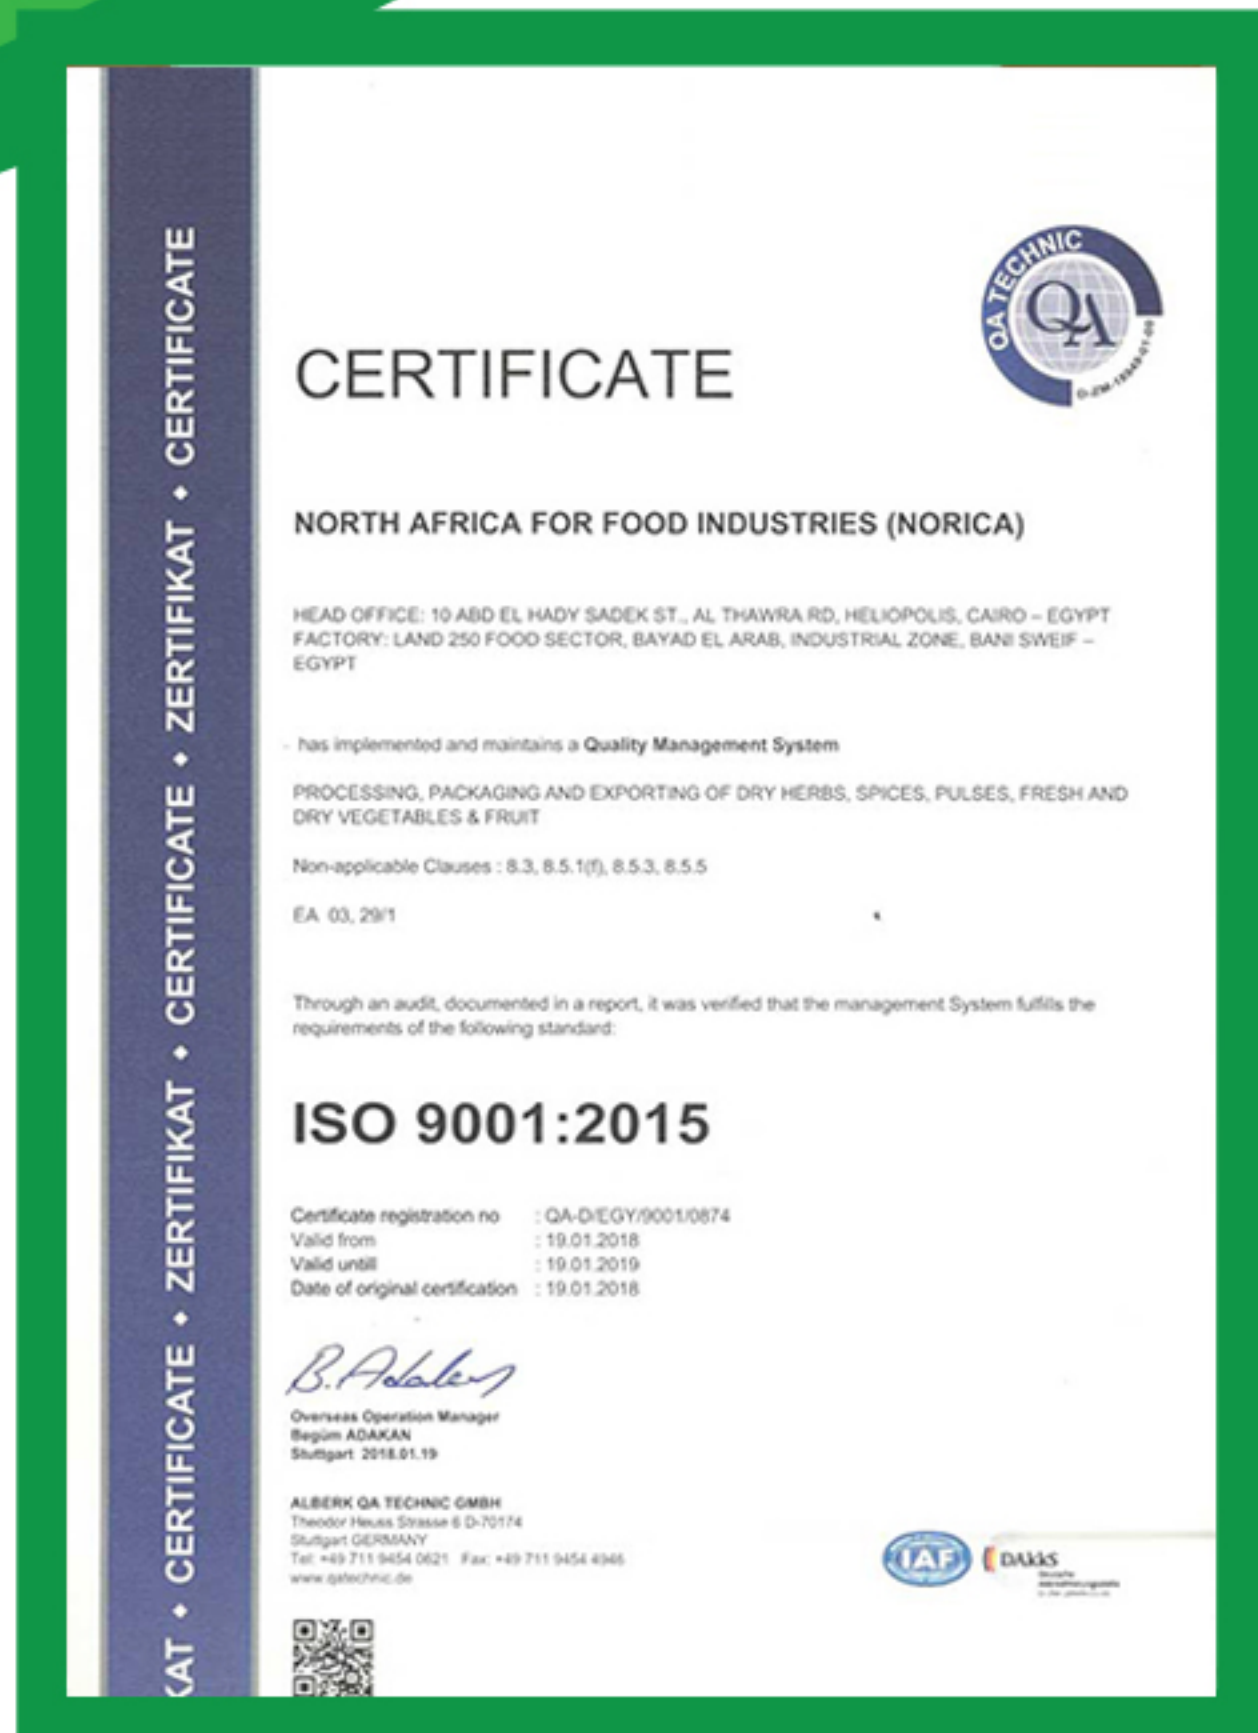 CERTIFICATE
QA TECHNIC
QA
NORTH AFRICA FOR FOOD INDUSTRIES (NORICA)
HEAD OFFICE: 10 ABD EL HADY SADEK ST., AL THAWRA RD, HELIOPOLIS, CAIRO – EGYPT
FACTORY: LAND 250 FOOD SECTOR, BAYAD EL ARAB, INDUSTRIAL ZONE, BANI SWEIF –
EGYPT
- has implemented and maintains a Quality Management System
PROCESSING, PACKAGING AND EXPORTING OF DRY HERBS, SPICES, PULSES, FRESH AND
DRY VEGETABLES & FRUIT
Non-applicable Clauses : 8.3, 8.5.1(f), 8.5.3, 8.5.5
EA 03, 29/1
Through an audit, documented in a report, it was verified that the management System fulfills the
requirements of the following standard:
ISO 9001:2015
Certificate registration no : QA-D/EGY/9001/0874
Valid from : 19.01.2018
Valid untill : 19.01.2019
Date of original certification : 19.01.2018
B. Adakan
Overseas Operation Manager
Begüm ADAKAN
Stuttgart 2018.01.19
ALBERK QA TECHNIC GMBH
Theodor Heuss Strasse 6 D-70174
Stuttgart GERMANY
Tel: +49 711 9454 0621 Fax: +49 711 9454 4946
www.qatechnic.de
IAF
DAkkS
Deutsche
Akkreditierungsstelle
KAT ♦ CERTIFICATE ♦ ZERTIFIKAT ♦ CERTIFICATE ♦ ZERTIFIKAT ♦ CERTIFICATE